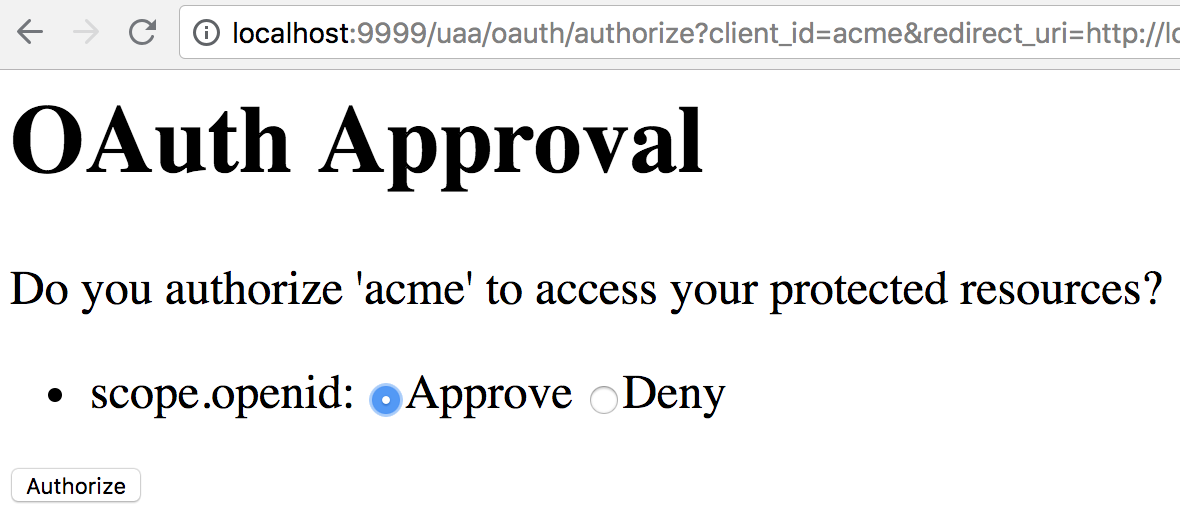 localhost:9999/uaa/oauth/authorize?client_id=acme&redirect_uri=http://lo
OAuth Approval
Do you authorize 'acme' to access your protected resources?
• scope.openid: Approve Deny
Authorize